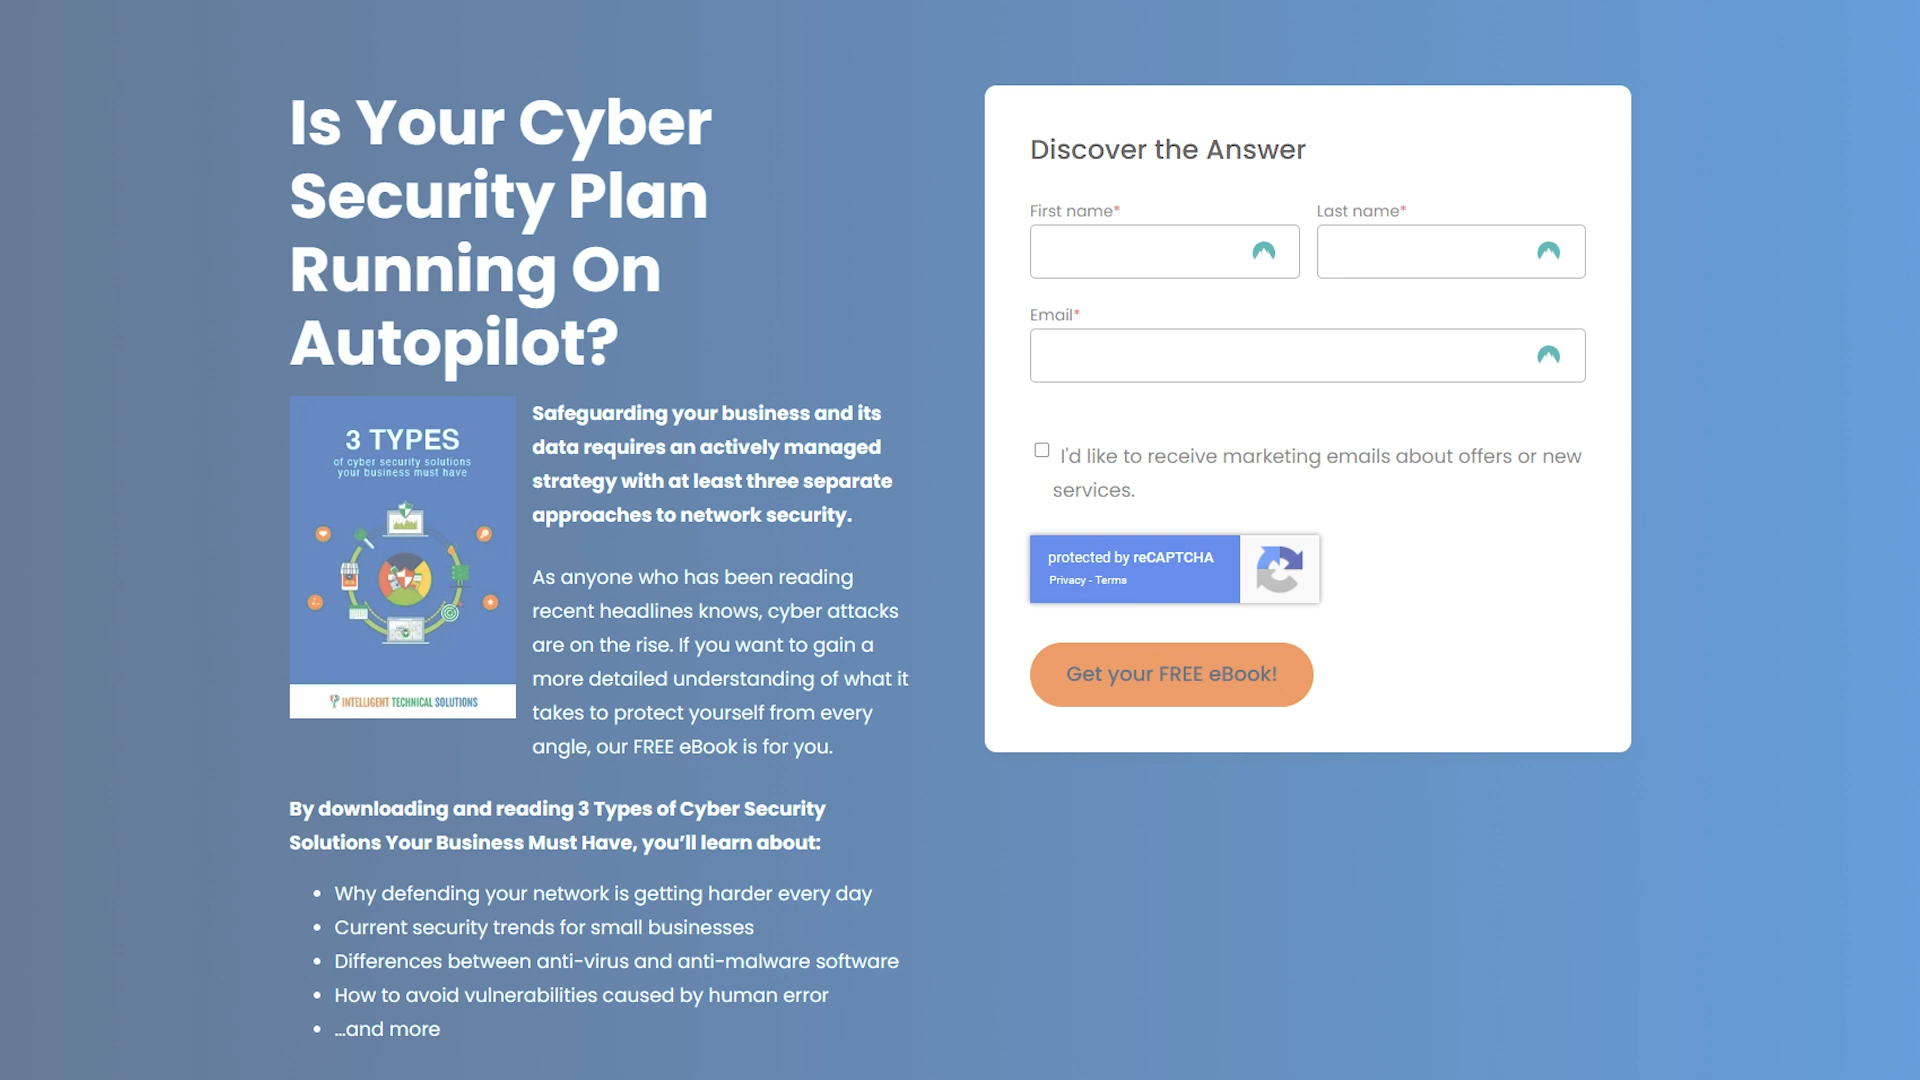 Is Your Cyber
Security Plan
Running On
Autopilot?
3 TYPES
of cyber security solutions
your business must have
INTELLIGENT TECHNICAL SOLUTIONS
Safeguarding your business and its
data requires an actively managed
strategy with at least three separate
approaches to network security.
As anyone who has been reading
recent headlines knows, cyber attacks
are on the rise. If you want to gain a
more detailed understanding of what it
takes to protect yourself from every
angle, our FREE eBook is for you.
By downloading and reading 3 Types of Cyber Security
Solutions Your Business Must Have, you’ll learn about:
• Why defending your network is getting harder every day
• Current security trends for small businesses
• Differences between anti-virus and anti-malware software
• How to avoid vulnerabilities caused by human error
• ...and more
Discover the Answer
First name* Last name*
Email*
I'd like to receive marketing emails about offers or new
services.
protected by reCAPTCHA
Privacy - Terms
Get your FREE eBook!